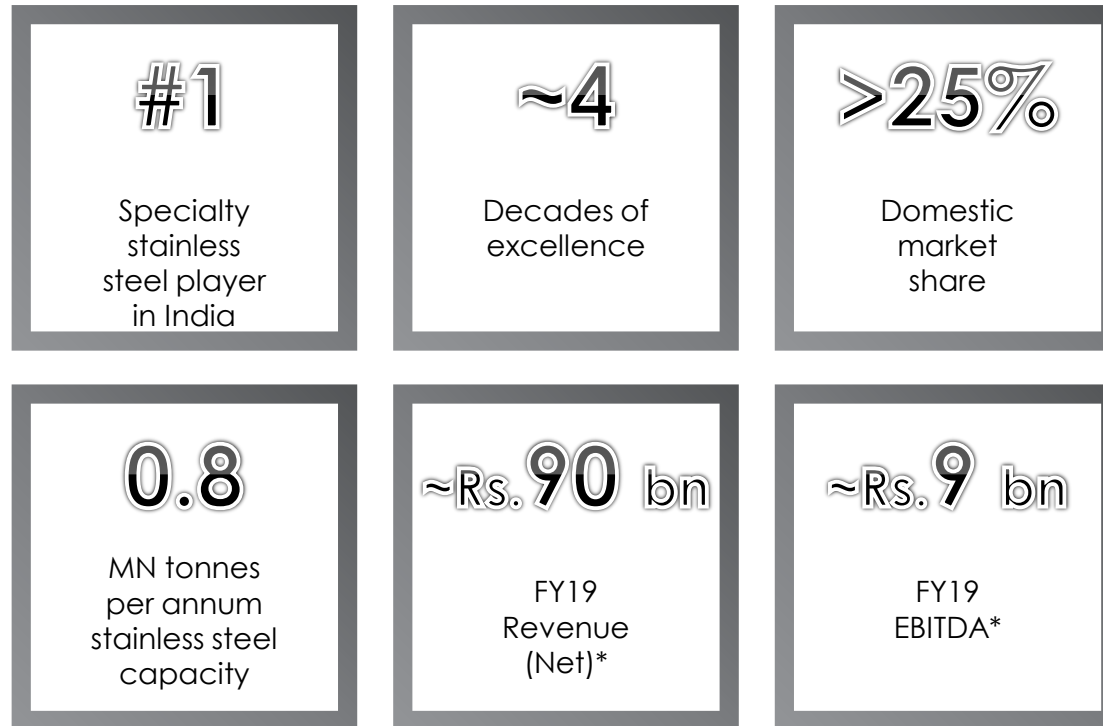 #1
Specialty
stainless
steel player
in India
~4
Decades of
excellence
>25%
Domestic
market
share
0.8
MN tonnes
per annum
stainless steel
capacity
~Rs.90 bn
FY19
Revenue
(Net)*
~Rs.9 bn
FY19
EBITDA*